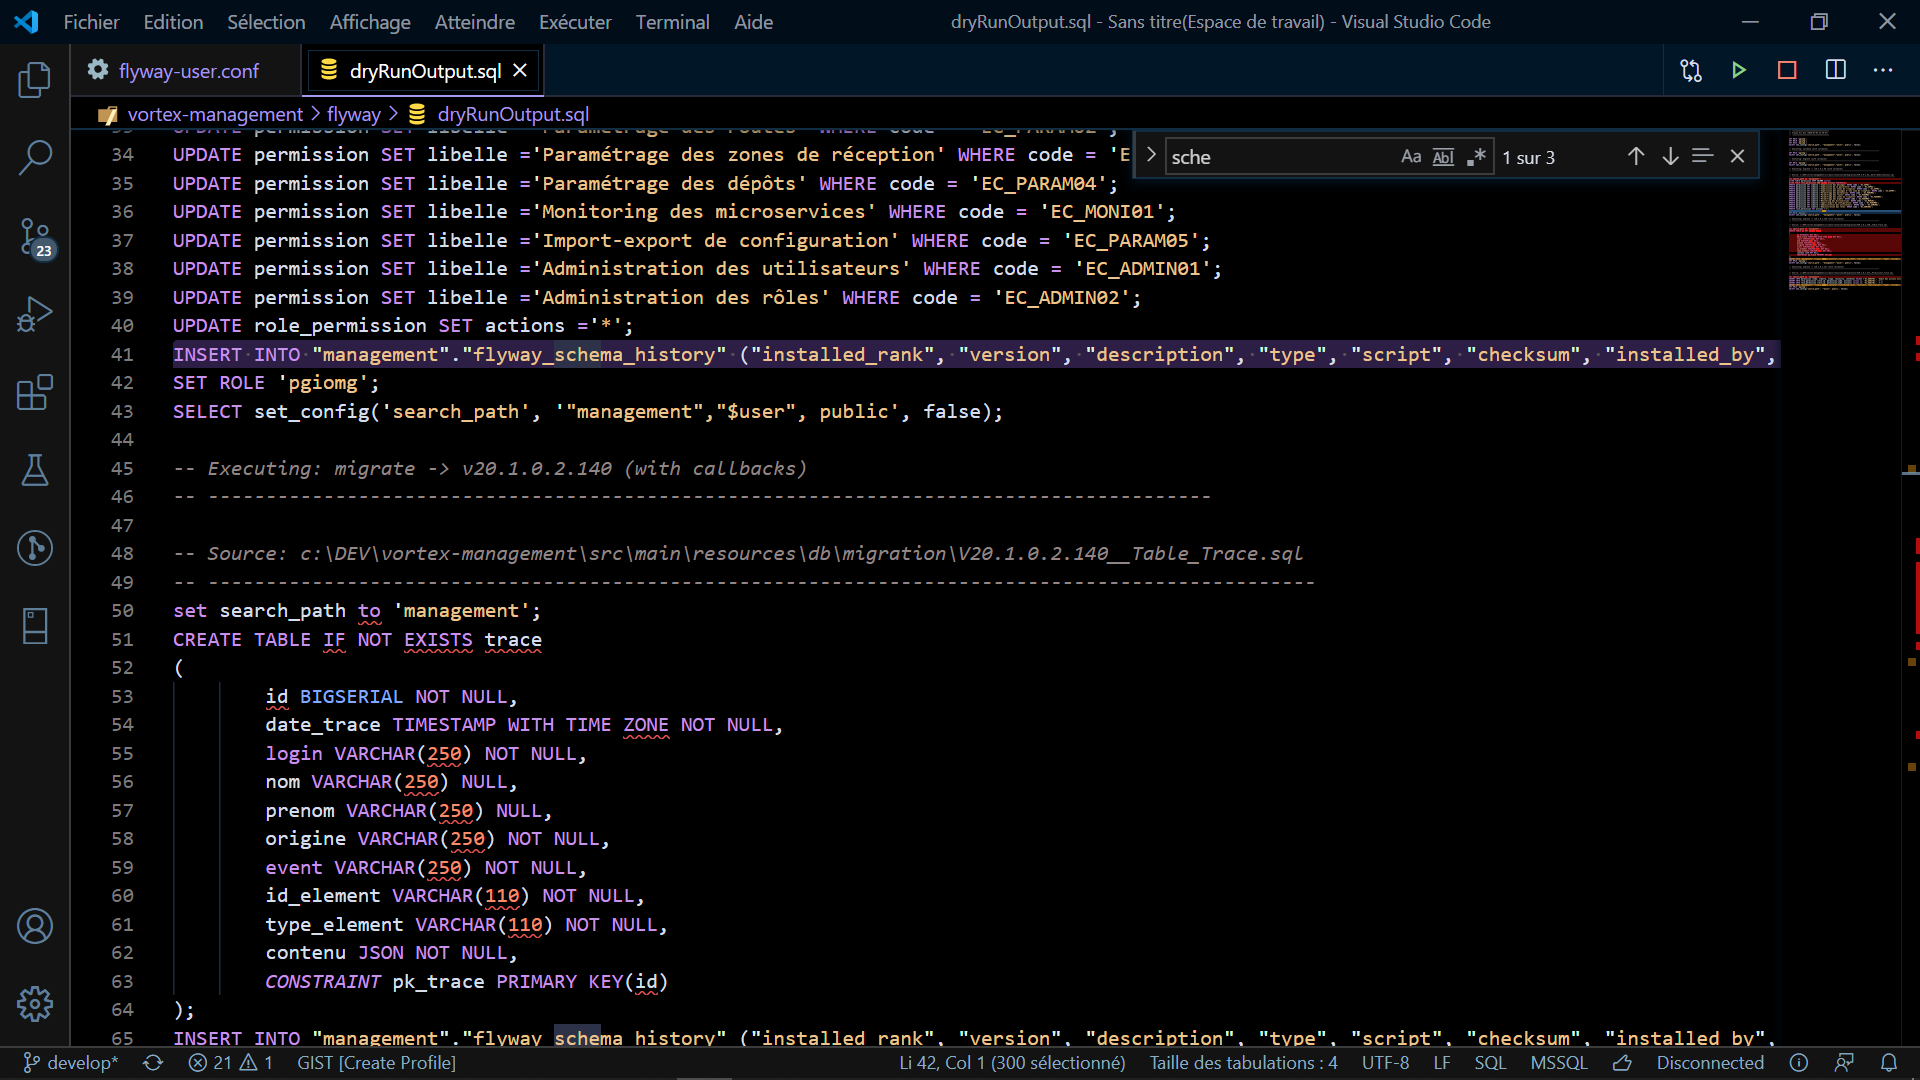 Fichier Edition Sélection Affichage Atteindre Exécuter Terminal Aide dryRunOutput.sql - Sans titre(Espace de travail) - Visual Studio Code
flyway-user.conf dryRunOutput.sql
vortex-management > flyway > dryRunOutput.sql
sche Aa Abl .* 1 sur 3
34 UPDATE permission SET libelle ='Paramétrage des zones de réception' WHERE code = 'E
35 UPDATE permission SET libelle ='Paramétrage des dépôts' WHERE code = 'EC_PARAM04';
36 UPDATE permission SET libelle ='Monitoring des microservices' WHERE code = 'EC_MONI01';
37 UPDATE permission SET libelle ='Import-export de configuration' WHERE code = 'EC_PARAM05';
38 UPDATE permission SET libelle ='Administration des utilisateurs' WHERE code = 'EC_ADMIN01';
39 UPDATE permission SET libelle ='Administration des rôles' WHERE code = 'EC_ADMIN02';
40 UPDATE role_permission SET actions ='*';
41 INSERT INTO "management"."flyway_schema_history" ("installed_rank", "version", "description", "type", "script", "checksum", "installed_by",
42 SET ROLE 'pgiomg';
43 SELECT set_config('search_path', '"management","$user", public', false);
44
45 -- Executing: migrate -> v20.1.0.2.140 (with callbacks)
46 -- ---------------------------------------------------------------------------------------
47
48 -- Source: c:\DEV\vortex-management\src\main\resources\db\migration\V20.1.0.2.140__Table_Trace.sql
49 -- ------------------------------------------------------------------------------------------------
50 set search_path to 'management';
51 CREATE TABLE IF NOT EXISTS trace
52 (
53 id BIGSERIAL NOT NULL,
54 date_trace TIMESTAMP WITH TIME ZONE NOT NULL,
55 login VARCHAR(250) NOT NULL,
56 nom VARCHAR(250) NULL,
57 prenom VARCHAR(250) NULL,
58 origine VARCHAR(250) NOT NULL,
59 event VARCHAR(250) NOT NULL,
60 id_element VARCHAR(110) NOT NULL,
61 type_element VARCHAR(110) NOT NULL,
62 contenu JSON NOT NULL,
63 CONSTRAINT pk_trace PRIMARY KEY(id)
64 );
65 INSERT INTO "management"."flyway_schema_history" ("installed_rank", "version", "description", "type", "script", "checksum", "installed_by",
23
develop* 21 1 GIST [Create Profile] Li 42, Col 1 (300 sélectionné) Taille des tabulations : 4 UTF-8 LF SQL MSSQL Disconnected